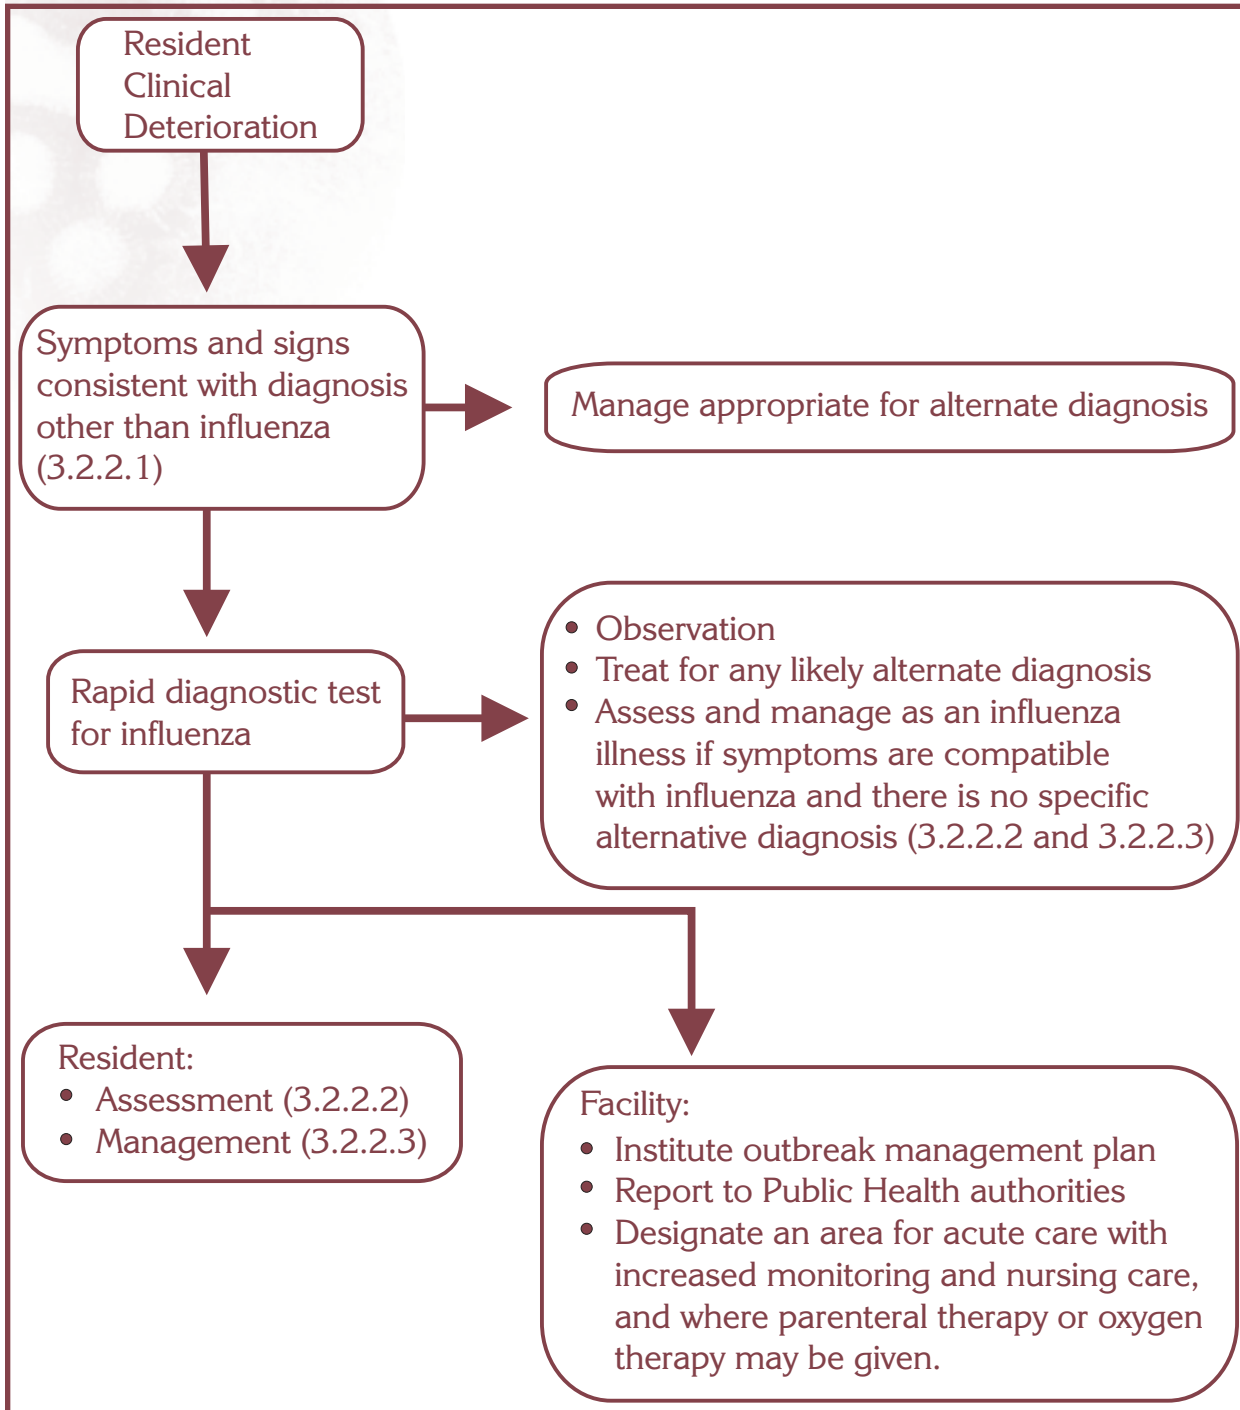 Resident
Clinical
Deterioration
Symptoms and signs
consistent with diagnosis
other than influenza
(3.2.2.1)
Manage appropriate for alternate diagnosis
Rapid diagnostic test
for influenza
• Observation
• Treat for any likely alternate diagnosis
• Assess and manage as an influenza
illness if symptoms are compatible
with influenza and there is no specific
alternative diagnosis (3.2.2.2 and 3.2.2.3)
Resident:
• Assessment (3.2.2.2)
• Management (3.2.2.3)
Facility:
• Institute outbreak management plan
• Report to Public Health authorities
• Designate an area for acute care with
increased monitoring and nursing care,
and where parenteral therapy or oxygen
therapy may be given.